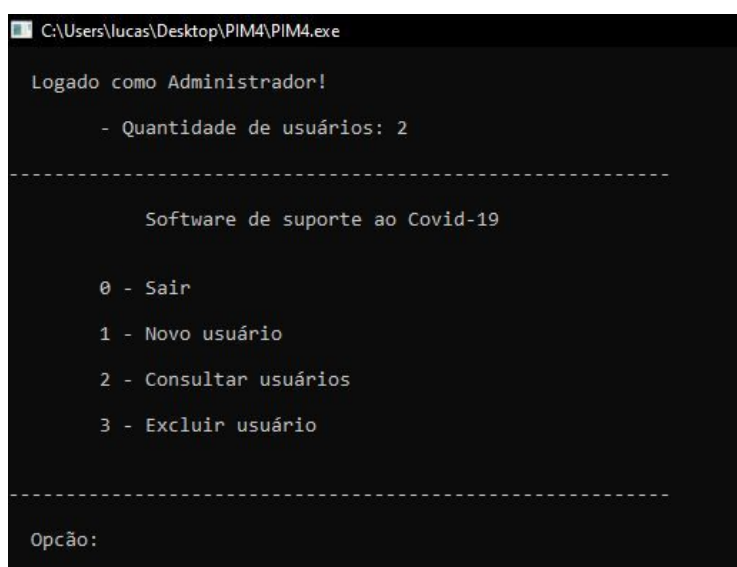 C:\Users\lucas\Desktop\PIM4\PIM4.exe
Logado como Administrador!
- Quantidade de usuários: 2
----------------------------------------------------------
Software de suporte ao Covid-19
0 - Sair
1 - Novo usuário
2 - Consultar usuários
3 - Excluir usuário
----------------------------------------------------------
Opcão: